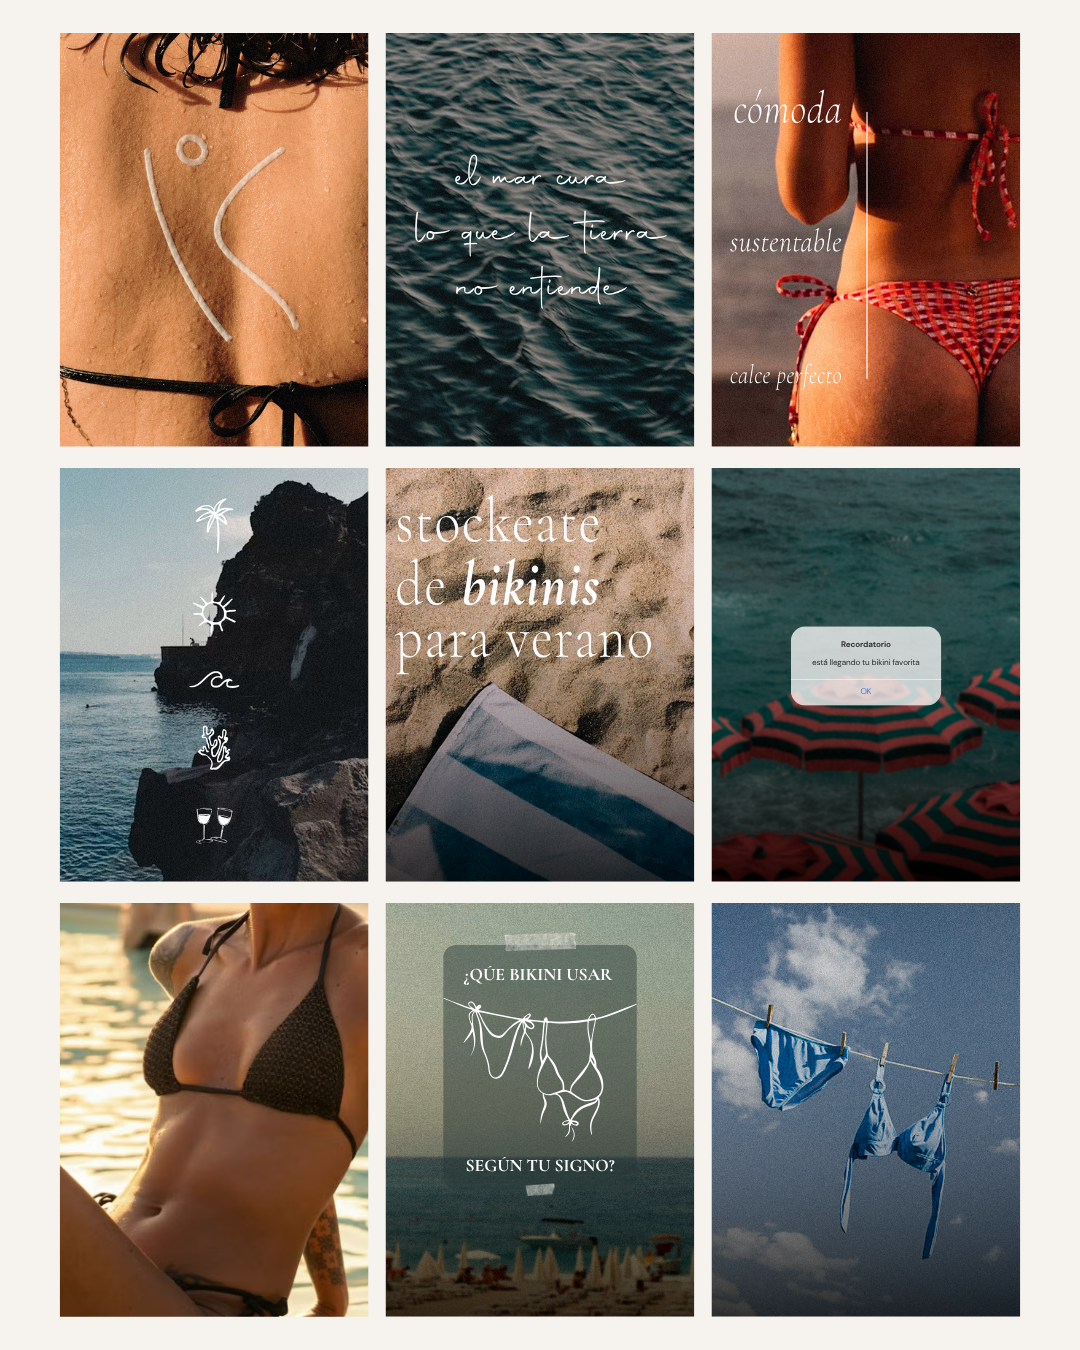 el mar cura
lo que la tierra
no entiende
cómoda
sustentable
calce perfecto
stockeate
de bikinis
para verano
Recordatorio
está llegando tu bikini favorita
OK
¿QÚE BIKINI USAR
SEGÚN TU SIGNO?